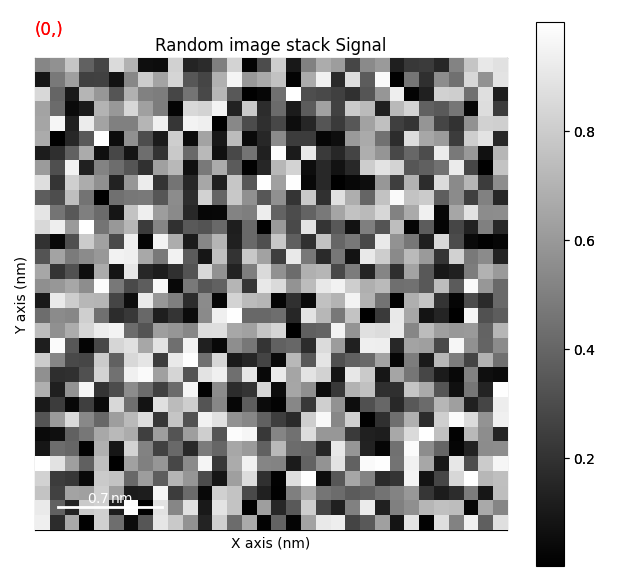 (0,)
Random image stack Signal
0.8
0.6
0.4
0.2
Y axis (nm)
0.7 nm
X axis (nm)